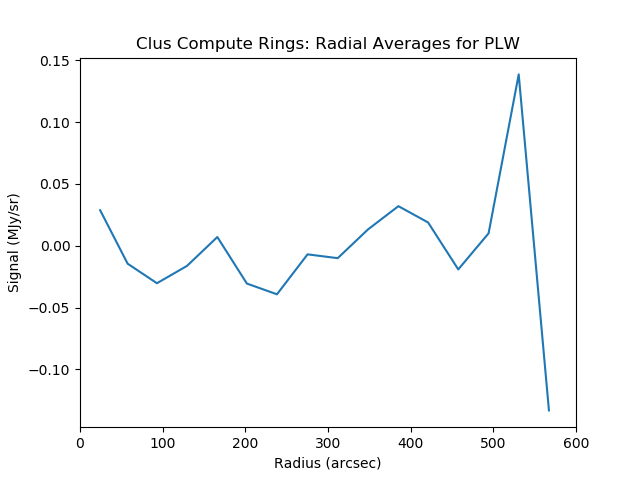 Clus Compute Rings: Radial Averages for PLW
0.15
0.10
0.05
0.00
−0.05
−0.10
Signal (MJy/sr)
0 100 200 300 400 500 600
Radius (arcsec)